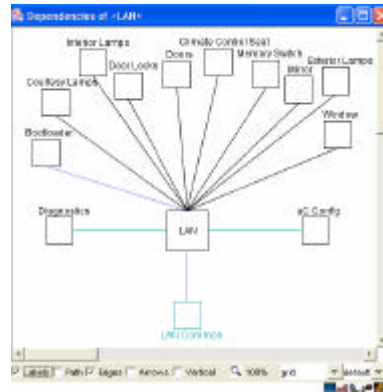 Dependencies of <LAN>
Interior Lamps
Climate Control Seat
Door Locks
Doors
Memory Switch
Mirror
Exterior Lamps
Courtesy Lamps
Window
Bootloader
Diagnostics
LAN
uC Config
LAN Common
Labels Path Edges Arrows Vertical 100% grid default